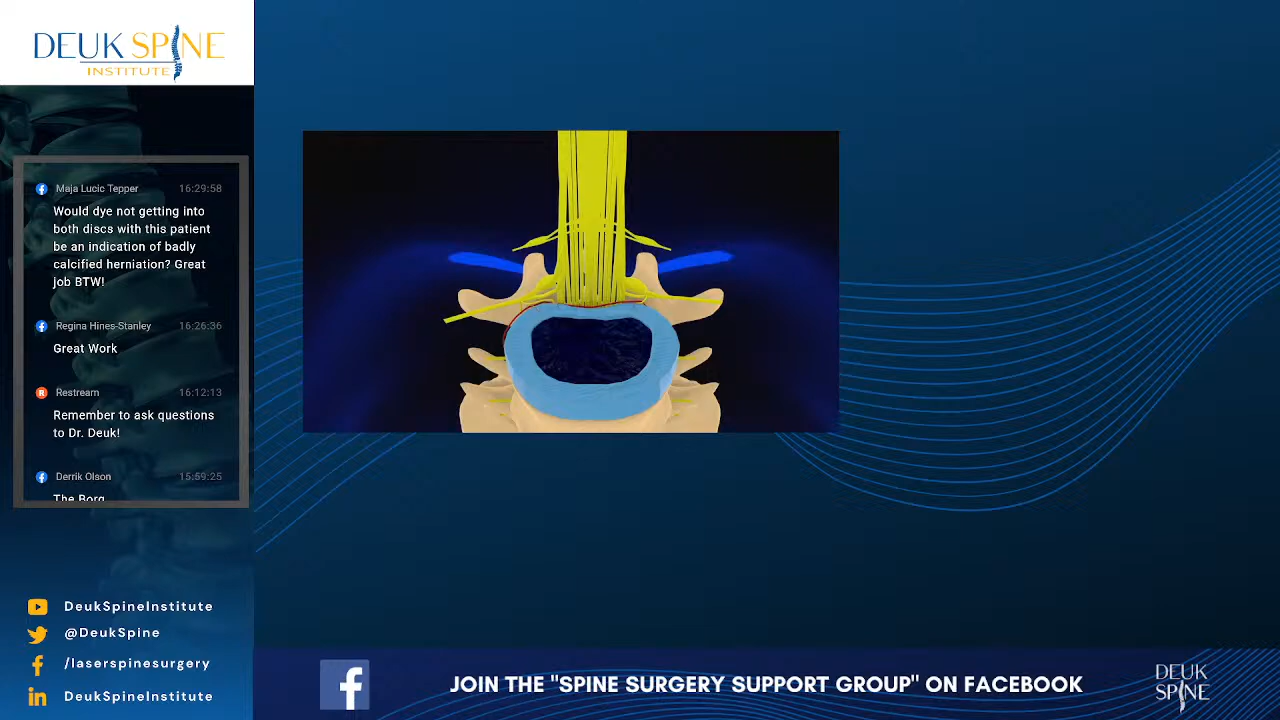 DEUK SPINE
INSTITUTE
Maja Lucic Tepper 16:29:58
Would dye not getting into
both discs with this patient
be an indication of badly
calcified herniation? Great
job BTW!
Regina Hines-Stanley 16:26:36
Great Work
Restream 16:12:13
Remember to ask questions
to Dr. Deuk!
Derrik Olson 15:59:25
The Borg
DeukSpineInstitute
@DeukSpine
/laserspinesurgery
DeukSpineInstitute
JOIN THE "SPINE SURGERY SUPPORT GROUP" ON FACEBOOK
DEUK
SPINE